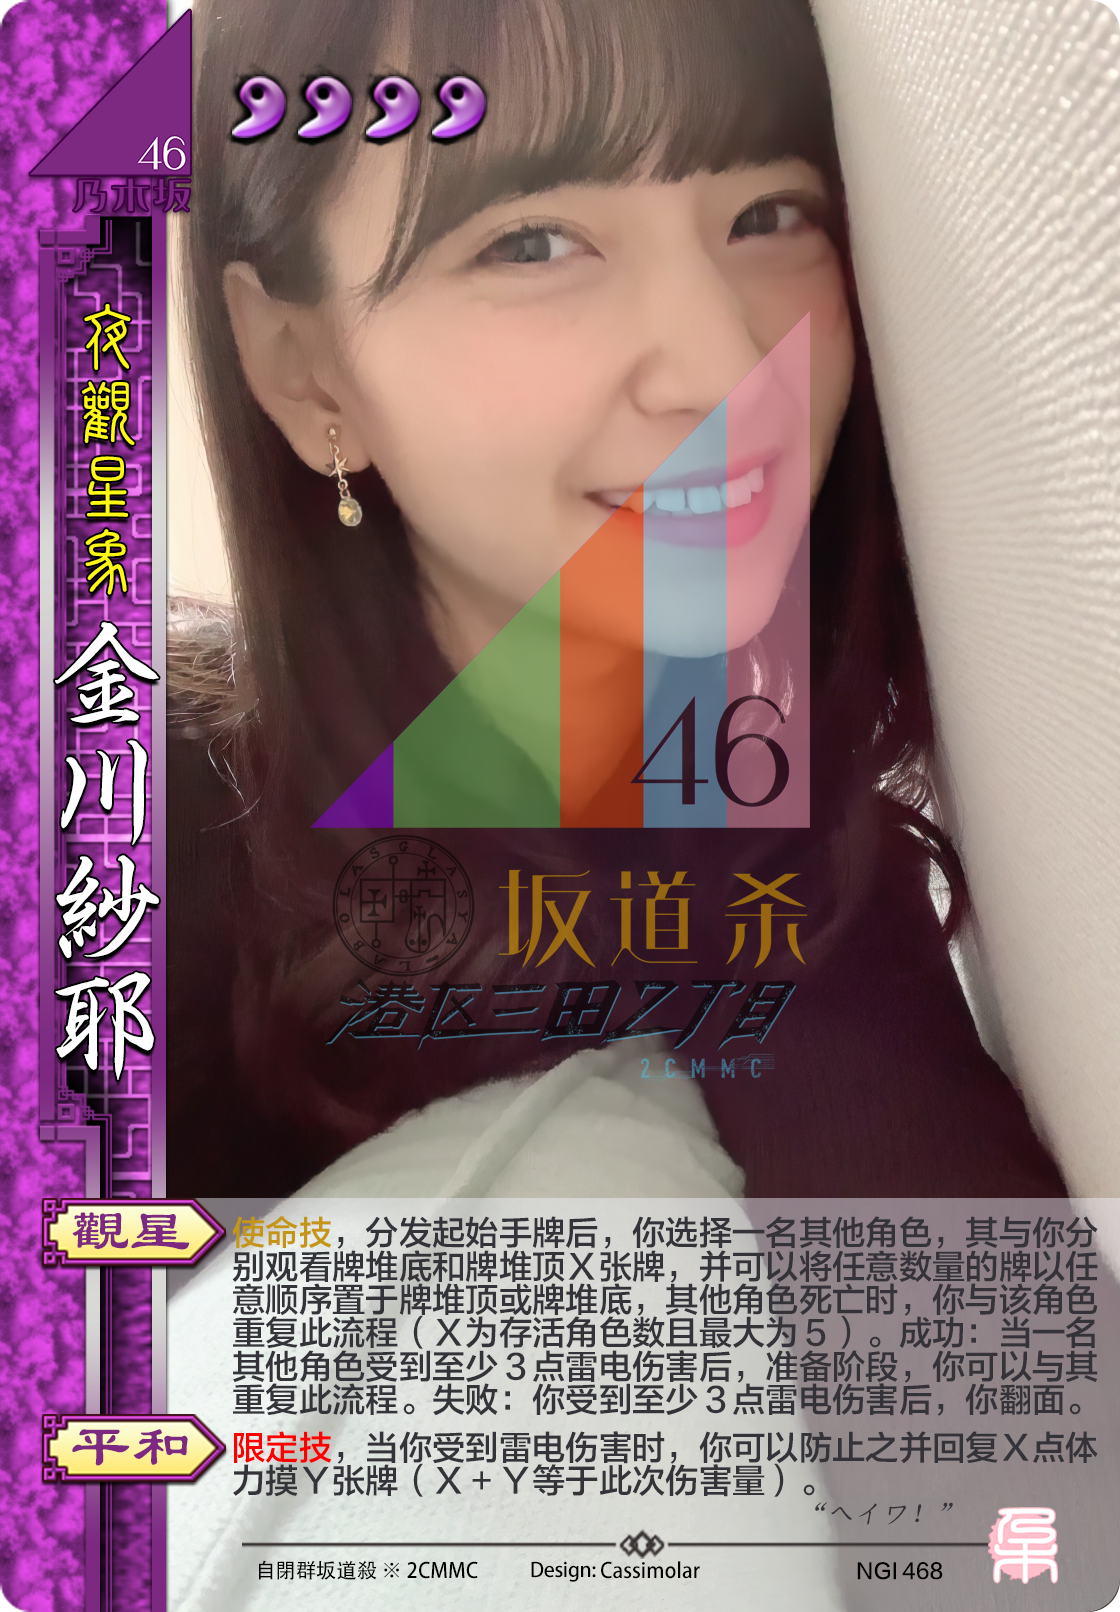 46
乃木坂
夜觀星象
金川紗耶
46
GLASYALABOLAS
坂道杀
港区三田乙丁目
2CMMC
觀星
使命技，分发起始手牌后，你选择一名其他角色，其与你分
别观看牌堆底和牌堆顶X张牌，并可以将任意数量的牌以任
意顺序置于牌堆顶或牌堆底，其他角色死亡时，你与该角色
重复此流程（X为存活角色数且最大为5）。成功：当一名
其他角色受到至少3点雷电伤害后，准备阶段，你可以与其
重复此流程。失败：你受到至少3点雷电伤害后，你翻面。
平和
限定技，当你受到雷电伤害时，你可以防止之并回复X点体
力摸Y张牌（X+Y等于此次伤害量）。
“ヘイワ！”
自閉群坂道殺 ※ 2CMMC
Design: Cassimolar
NGI 468